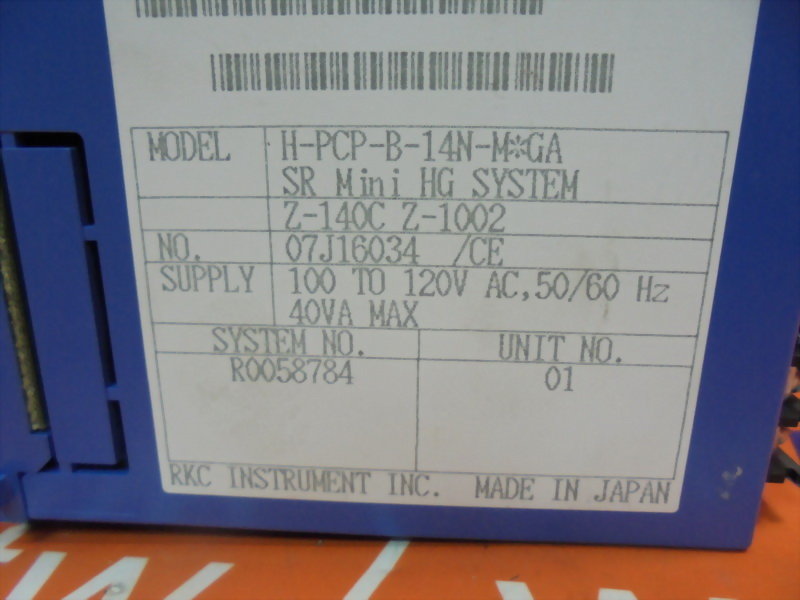 MODEL H-PCP-B-14N-M*GA
SR Mini HG SYSTEM
Z-140C Z-1002
NO. 07J16034 /CE
SUPPLY 100 TO 120V AC,50/60 Hz
40VA MAX
SYSTEM NO. UNIT NO.
R0058784 01
RKC INSTRUMENT INC. MADE IN JAPAN